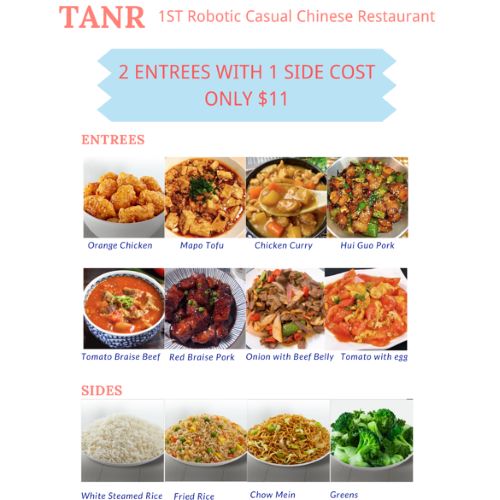 TANR 1ST Robotic Casual Chinese Restaurant
2 ENTREES WITH 1 SIDE COST
ONLY $11
ENTREES
Orange Chicken Mapo Tofu Chicken Curry Hui Guo Pork
Tomato Braise Beef Red Braise Pork Onion with Beef Belly Tomato with egg
SIDES
White Steamed Rice Fried Rice Chow Mein Greens